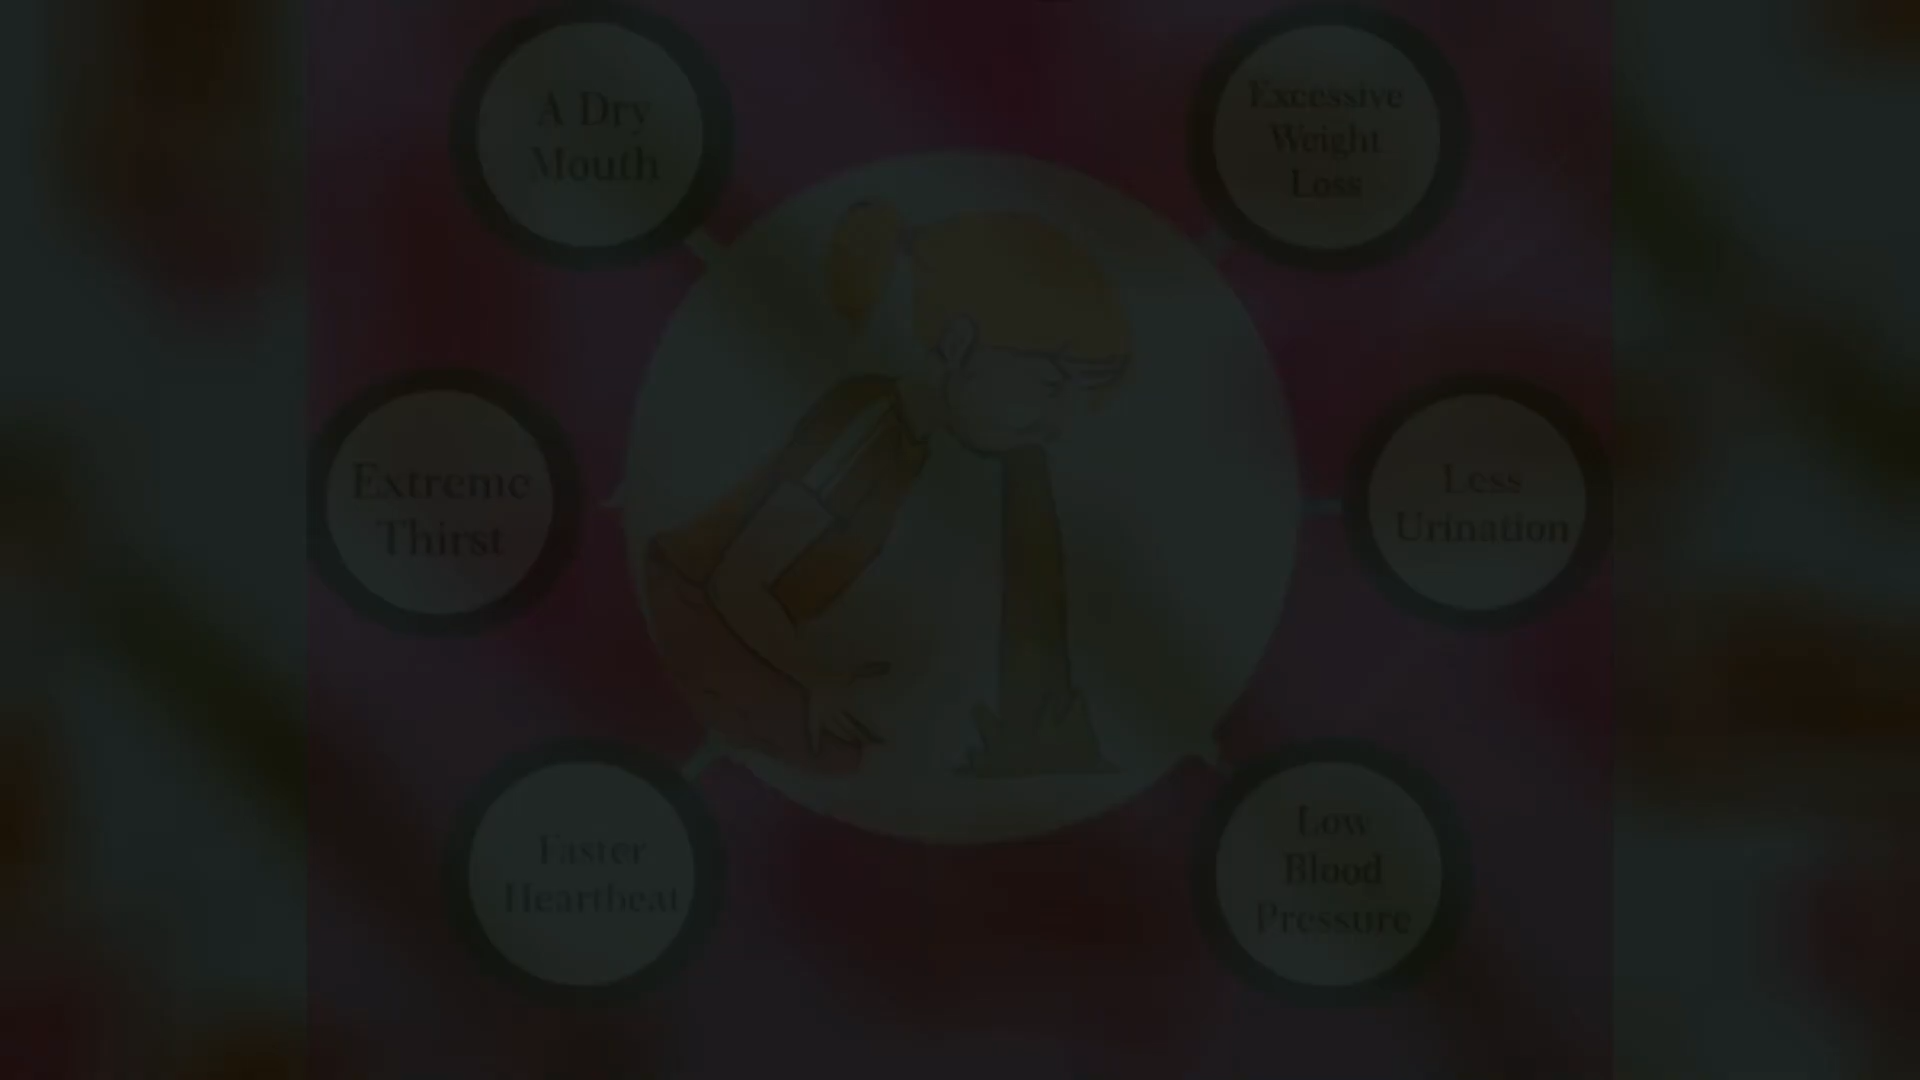 A Dry
Mouth
Excessive
Weight
Loss
Extreme
Thirst
Less
Urination
Faster
Heartbeat
Low
Blood
Pressure